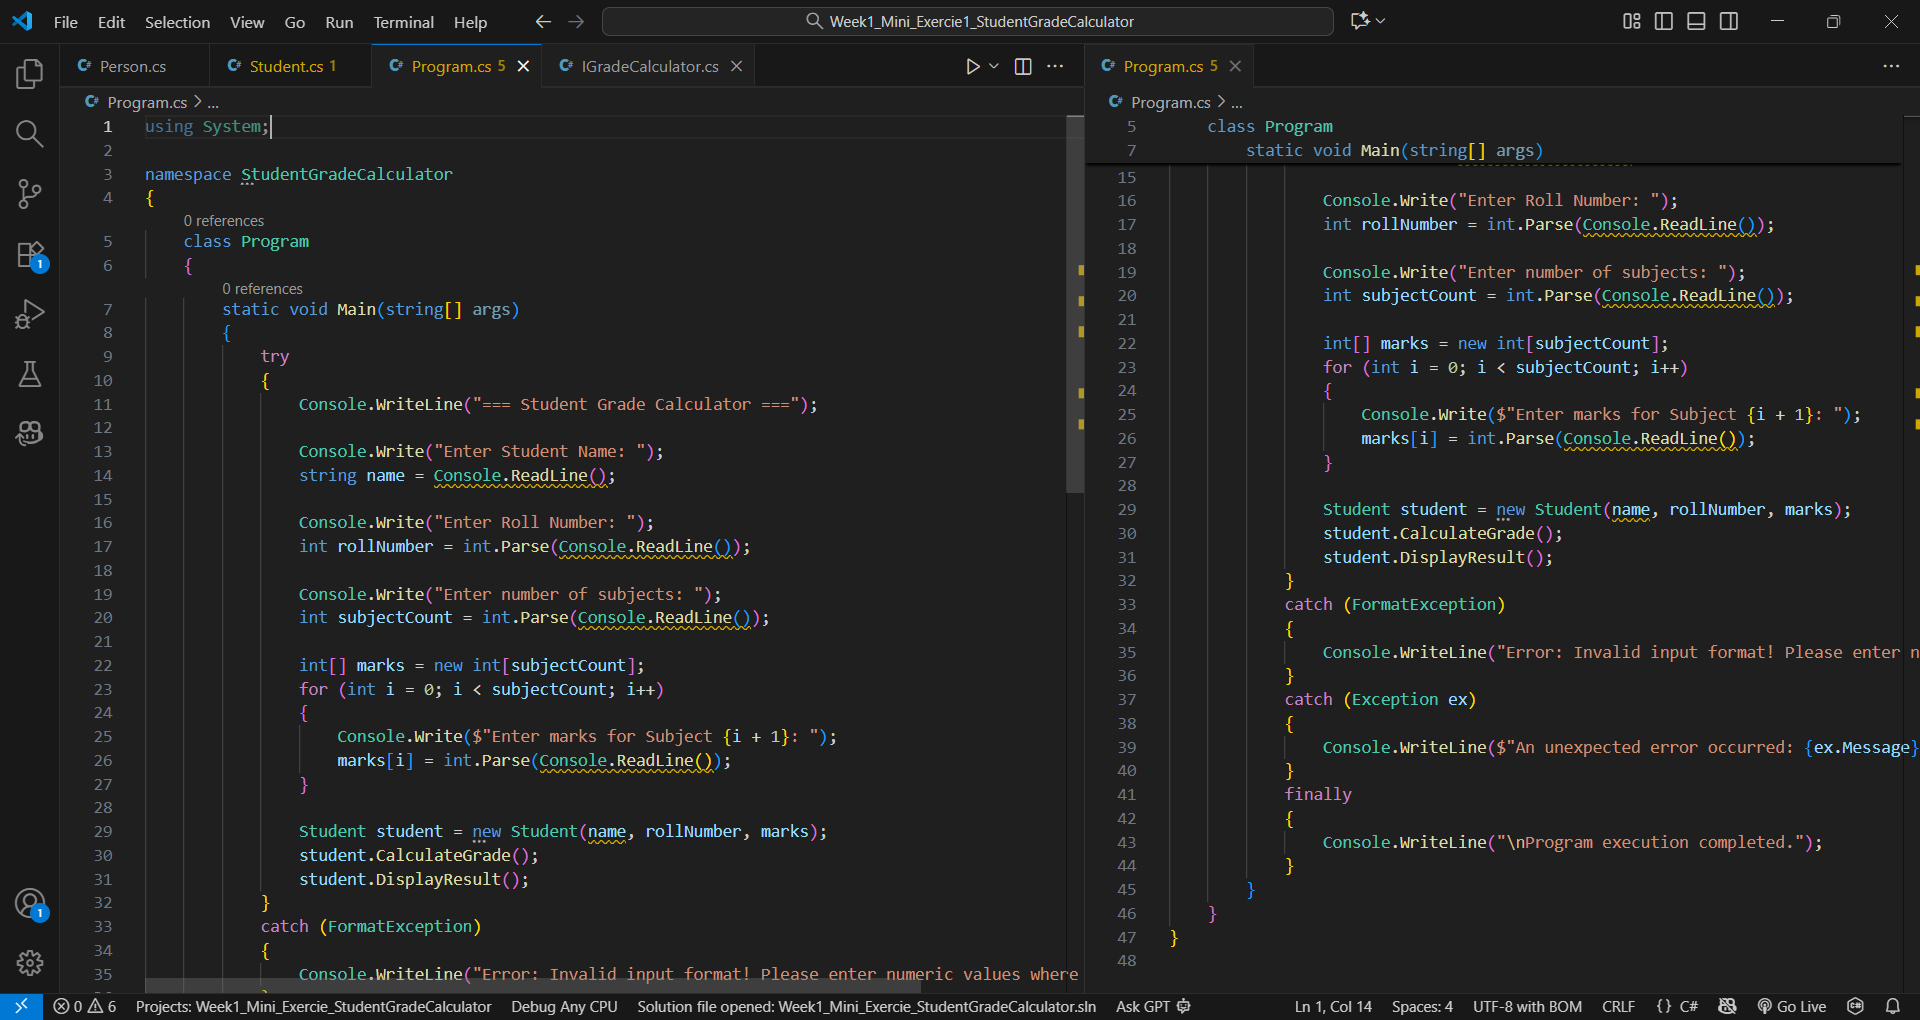 File Edit Selection View Go Run Terminal Help
Week1_Mini_Exercie1_StudentGradeCalculator
Person.cs
Student.cs 1
Program.cs 5
IGradeCalculator.cs
Program.cs > ...
1 using System;
2
3 namespace StudentGradeCalculator
4 {
0 references
5 class Program
6 {
0 references
7 static void Main(string[] args)
8 {
9 try
10 {
11 Console.WriteLine("=== Student Grade Calculator ===");
12
13 Console.Write("Enter Student Name: ");
14 string name = Console.ReadLine();
15
16 Console.Write("Enter Roll Number: ");
17 int rollNumber = int.Parse(Console.ReadLine());
18
19 Console.Write("Enter number of subjects: ");
20 int subjectCount = int.Parse(Console.ReadLine());
21
22 int[] marks = new int[subjectCount];
23 for (int i = 0; i < subjectCount; i++)
24 {
25 Console.Write($"Enter marks for Subject {i + 1}: ");
26 marks[i] = int.Parse(Console.ReadLine());
27 }
28
29 Student student = new Student(name, rollNumber, marks);
30 student.CalculateGrade();
31 student.DisplayResult();
32 }
33 catch (FormatException)
34 {
35 Console.WriteLine("Error: Invalid input format! Please enter numeric values where
Program.cs 5
Program.cs > ...
5 class Program
7 static void Main(string[] args)
15
16 Console.Write("Enter Roll Number: ");
17 int rollNumber = int.Parse(Console.ReadLine());
18
19 Console.Write("Enter number of subjects: ");
20 int subjectCount = int.Parse(Console.ReadLine());
21
22 int[] marks = new int[subjectCount];
23 for (int i = 0; i < subjectCount; i++)
24 {
25 Console.Write($"Enter marks for Subject {i + 1}: ");
26 marks[i] = int.Parse(Console.ReadLine());
27 }
28
29 Student student = new Student(name, rollNumber, marks);
30 student.CalculateGrade();
31 student.DisplayResult();
32 }
33 catch (FormatException)
34 {
35 Console.WriteLine("Error: Invalid input format! Please enter n
36 }
37 catch (Exception ex)
38 {
39 Console.WriteLine($"An unexpected error occurred: {ex.Message}
40 }
41 finally
42 {
43 Console.WriteLine("\nProgram execution completed.");
44 }
45 }
46 }
47 }
48
1
1
0 6 Projects: Week1_Mini_Exercie_StudentGradeCalculator Debug Any CPU Solution file opened: Week1_Mini_Exercie_StudentGradeCalculator.sln Ask GPT Ln 1, Col 14 Spaces: 4 UTF-8 with BOM CRLF {} C# Go Live